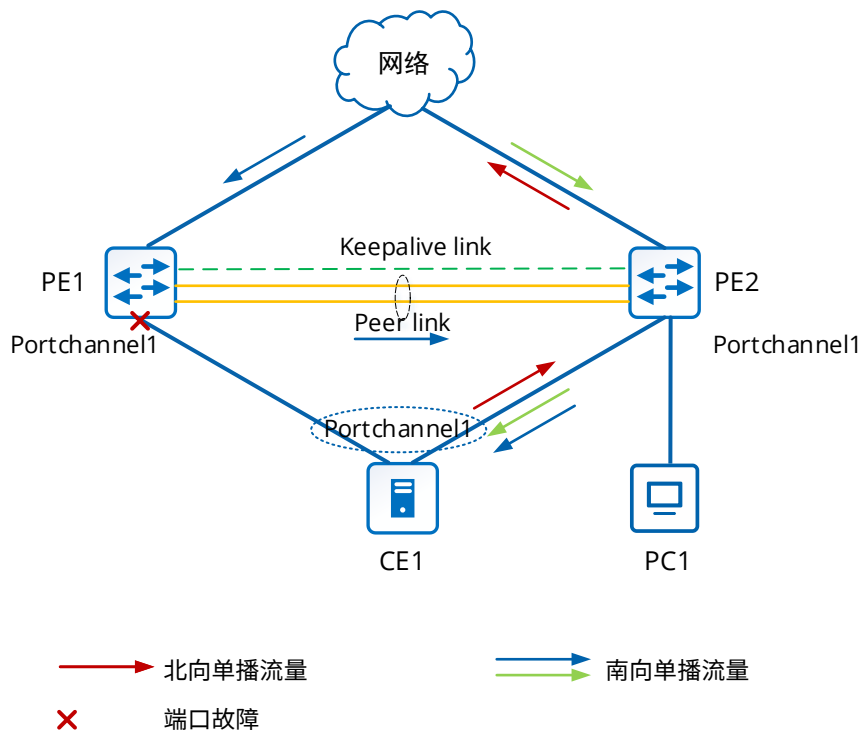 网络
Keepalive link
PE1
PE2
Peer link
Portchannel1
Portchannel1
Portchannel1
CE1
PC1
北向单播流量
南向单播流量
端口故障